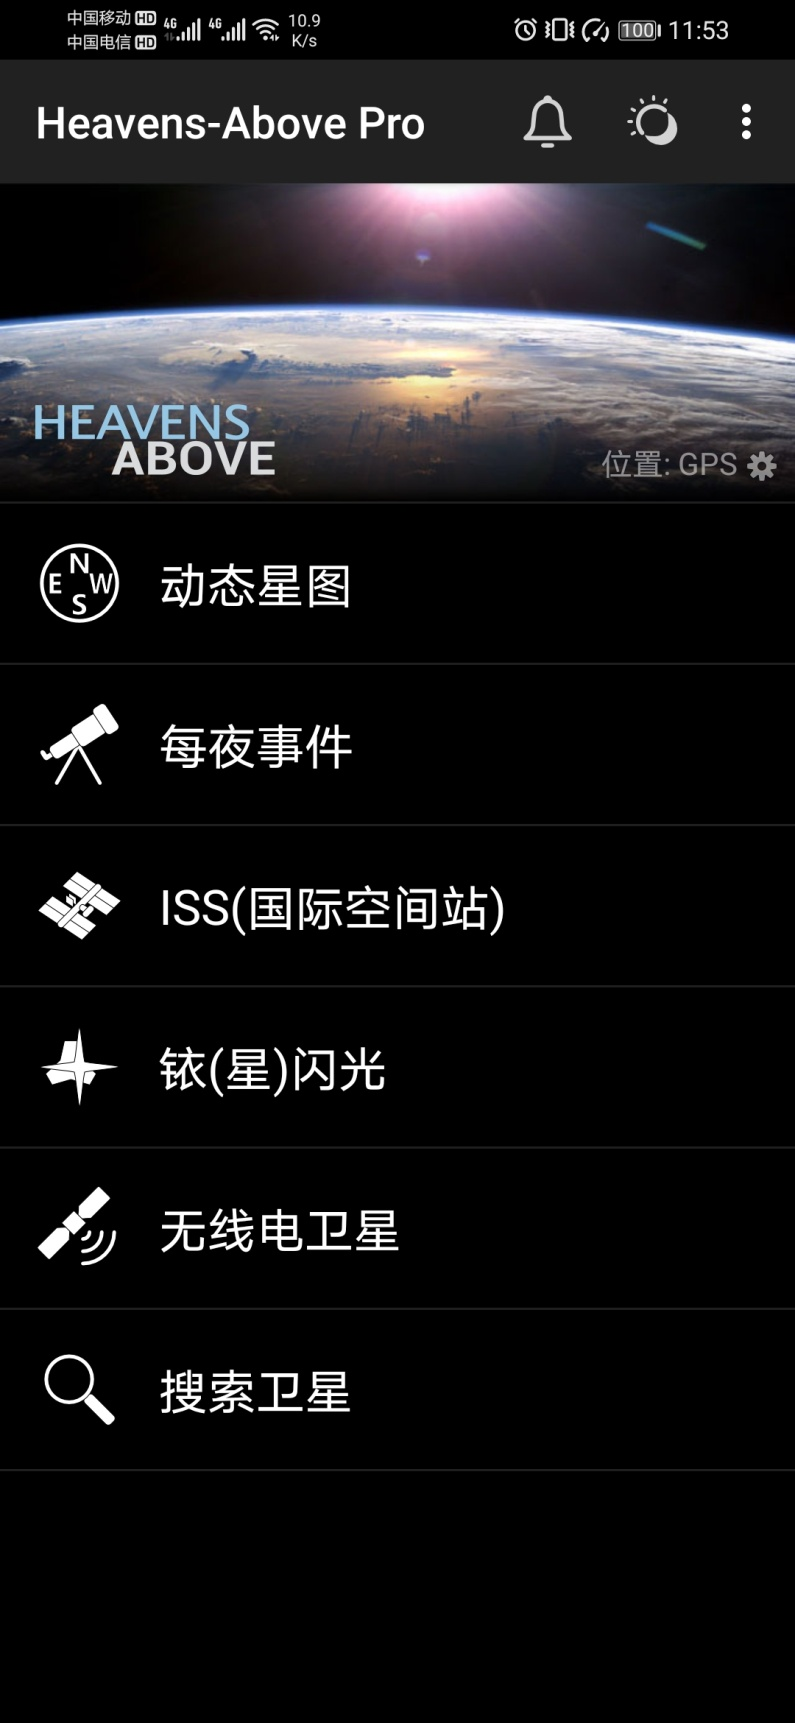 中国移动 HD 4G 4G 10.9
中国电信 HD K/s 100 11:53
Heavens-Above Pro
HEAVENS
ABOVE
位置: GPS
N
E W
S
动态星图
每夜事件
ISS(国际空间站)
铱(星)闪光
无线电卫星
搜索卫星